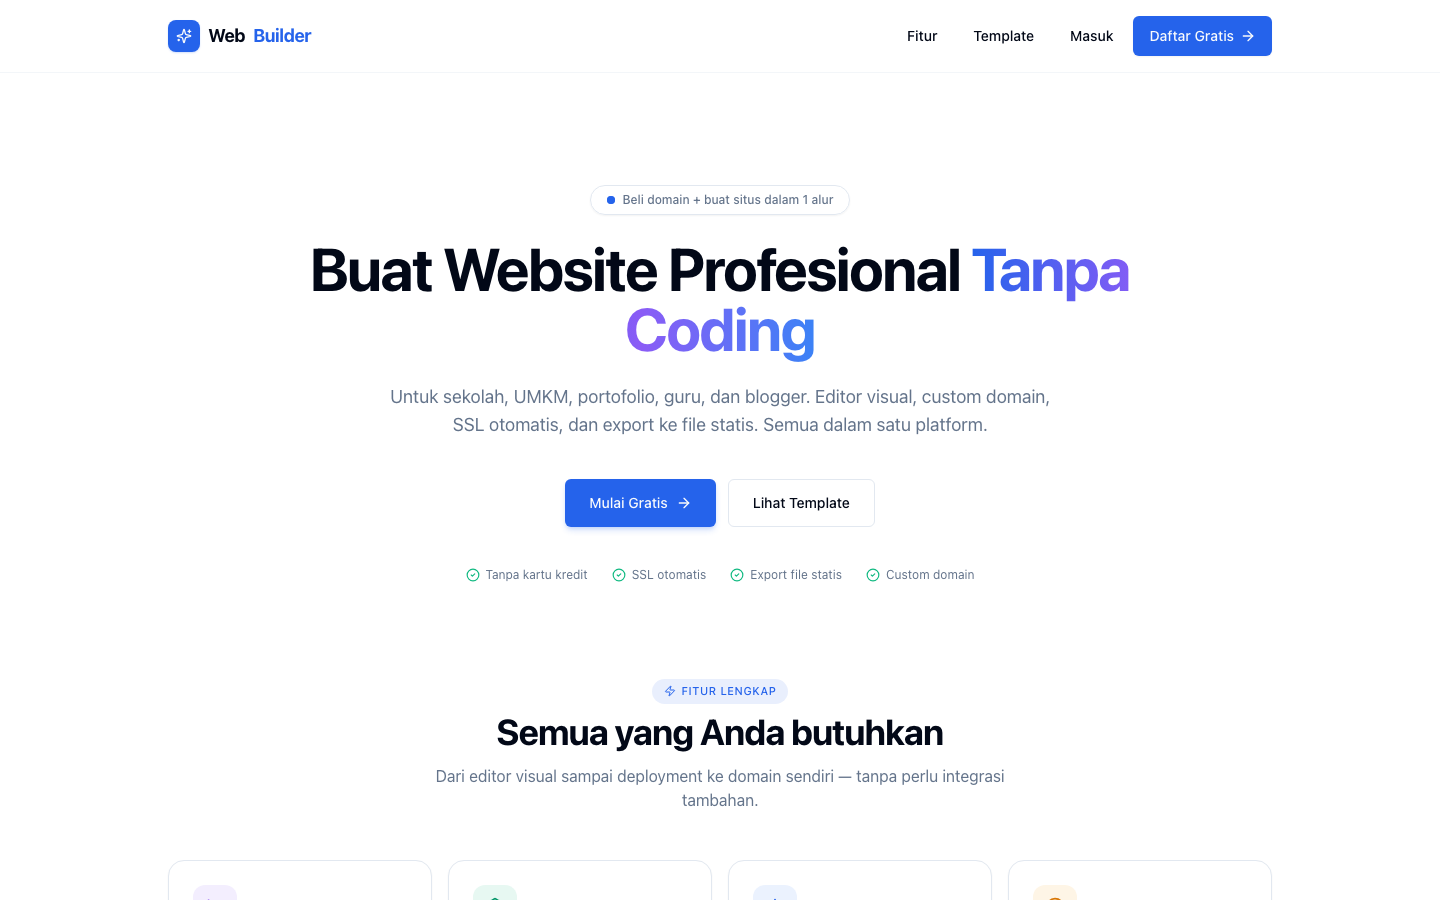 Web Builder
Fitur
Template
Masuk
Daftar Gratis
Beli domain + buat situs dalam 1 alur
Buat Website Profesional Tanpa
Coding
Untuk sekolah, UMKM, portofolio, guru, dan blogger. Editor visual, custom domain,
SSL otomatis, dan export ke file statis. Semua dalam satu platform.
Mulai Gratis
Lihat Template
Tanpa kartu kredit
SSL otomatis
Export file statis
Custom domain
FITUR LENGKAP
Semua yang Anda butuhkan
Dari editor visual sampai deployment ke domain sendiri — tanpa perlu integrasi
tambahan.